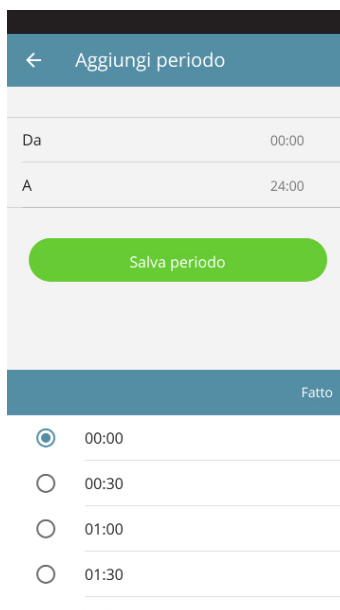 Aggiungi periodo
Da 00:00
A 24:00
Salva periodo
Fatto
00:00
00:30
01:00
01:30